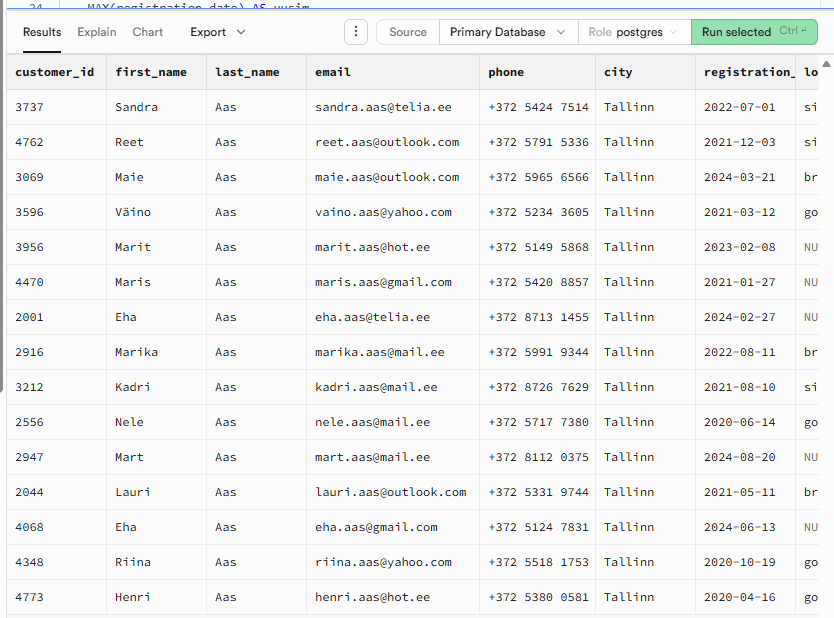 24 MAX(registration_date) AS uusim
Results Explain Chart Export Source Primary Database Role postgres Run selected Ctrl ↵
customer_id first_name last_name email phone city registration_ lo
3737 Sandra Aas sandra.aas@telia.ee +372 5424 7514 Tallinn 2022-07-01 si
4762 Reet Aas reet.aas@outlook.com +372 5791 5336 Tallinn 2021-12-03 si
3069 Maie Aas maie.aas@outlook.com +372 5965 6566 Tallinn 2024-03-21 br
3596 Väino Aas vaino.aas@yahoo.com +372 5234 3605 Tallinn 2021-03-12 go
3956 Marit Aas marit.aas@hot.ee +372 5149 5868 Tallinn 2023-02-08 NU
4470 Maris Aas maris.aas@gmail.com +372 5420 8857 Tallinn 2021-01-27 NU
2001 Eha Aas eha.aas@telia.ee +372 8713 1455 Tallinn 2024-02-27 NU
2916 Marika Aas marika.aas@mail.ee +372 5991 9344 Tallinn 2022-08-11 br
3212 Kadri Aas kadri.aas@mail.ee +372 8726 7629 Tallinn 2021-08-10 si
2556 Nele Aas nele.aas@mail.ee +372 5717 7380 Tallinn 2020-06-14 go
2947 Mart Aas mart.aas@mail.ee +372 8112 0375 Tallinn 2024-08-20 NU
2044 Lauri Aas lauri.aas@outlook.com +372 5331 9744 Tallinn 2021-05-11 br
4068 Eha Aas eha.aas@gmail.com +372 5124 7831 Tallinn 2024-06-13 NU
4348 Riina Aas riina.aas@yahoo.com +372 5518 1753 Tallinn 2020-10-19 go
4773 Henri Aas henri.aas@hot.ee +372 5380 0581 Tallinn 2020-04-16 go